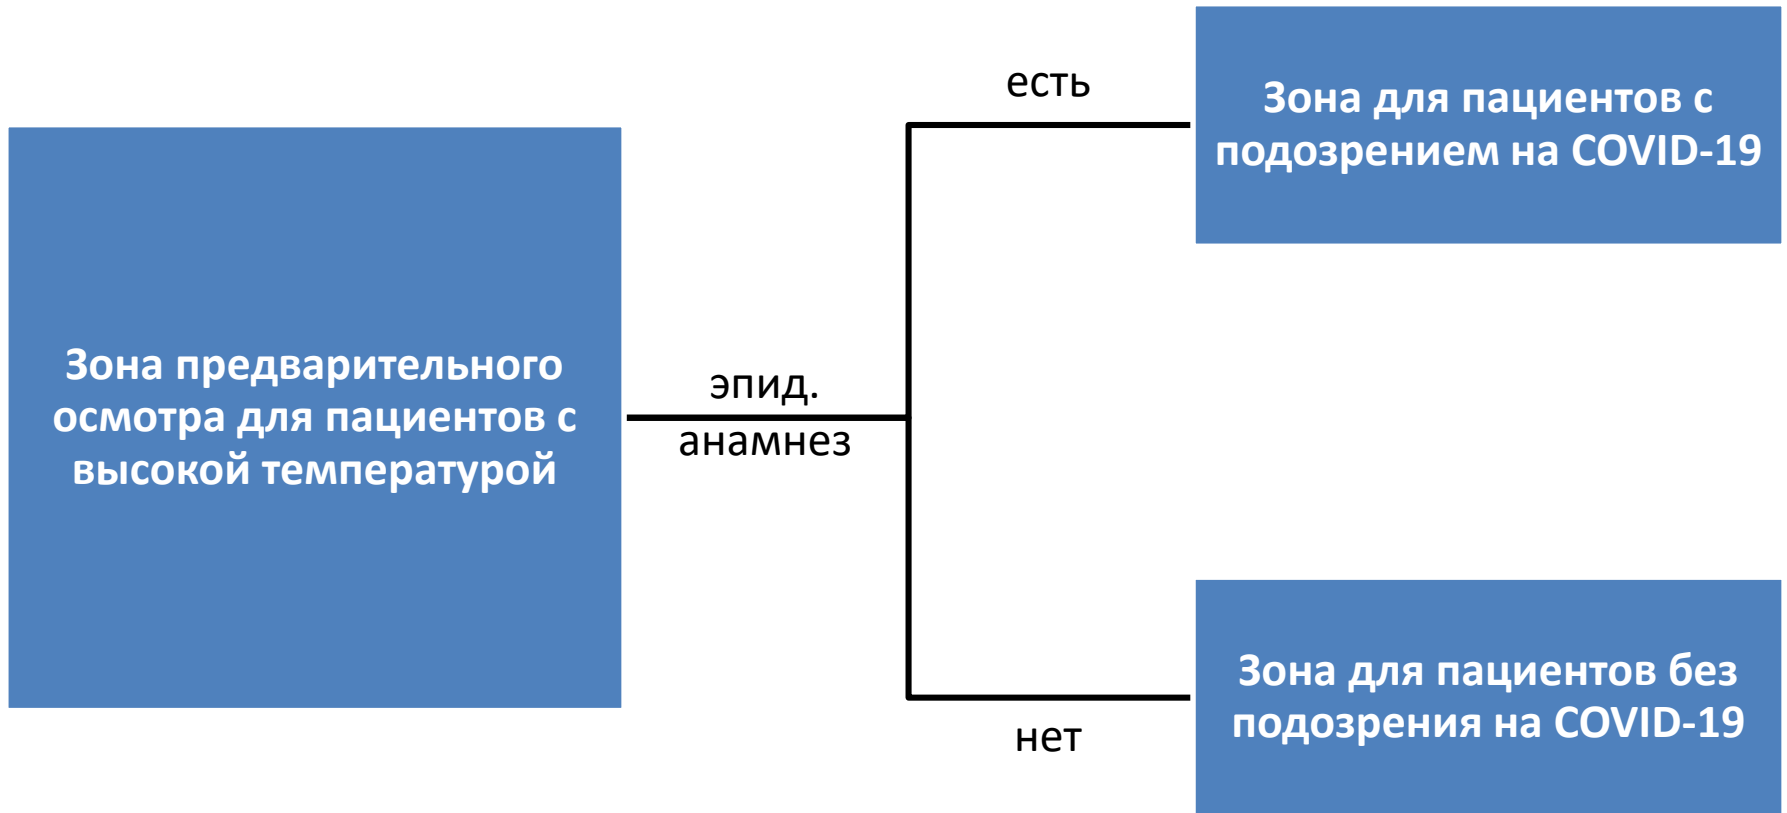 Зона предварительного
осмотра для пациентов с
высокой температурой
эпид.
анамнез
есть
Зона для пациентов с
подозрением на COVID-19
нет
Зона для пациентов без
подозрения на COVID-19